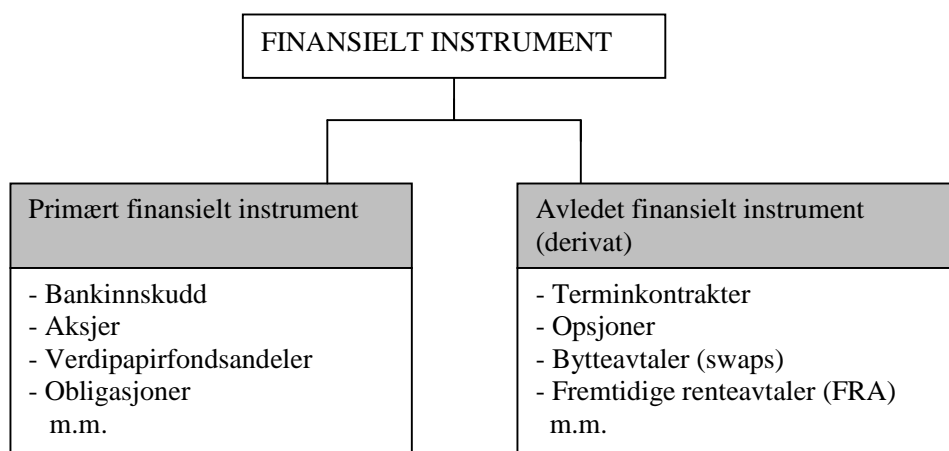 FINANSIELT INSTRUMENT
Primært finansielt instrument
- Bankinnskudd
- Aksjer
- Verdipapirfondsandeler
- Obligasjoner
m.m.
Avledet finansielt instrument
(derivat)
- Terminkontrakter
- Opsjoner
- Bytteavtaler (swaps)
- Fremtidige renteavtaler (FRA)
m.m.